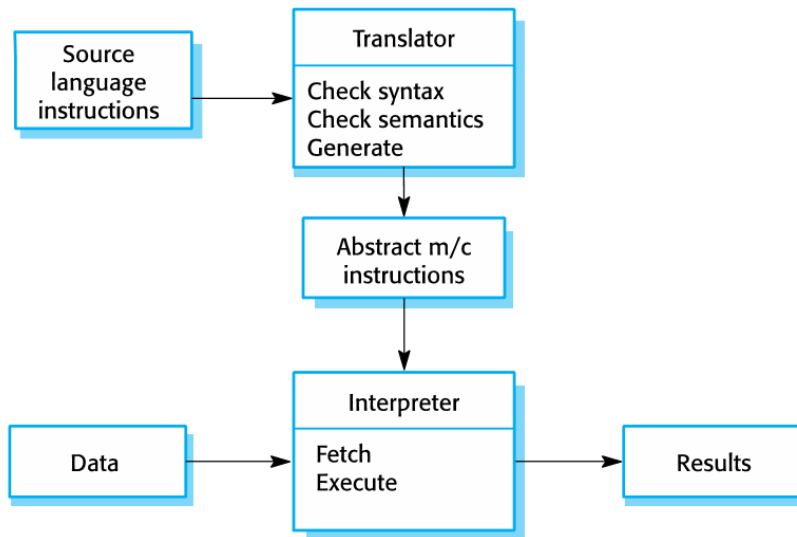 Source
language
instructions
Translator
Check syntax
Check semantics
Generate
Abstract m/c
instructions
Interpreter
Fetch
Execute
Data
Results